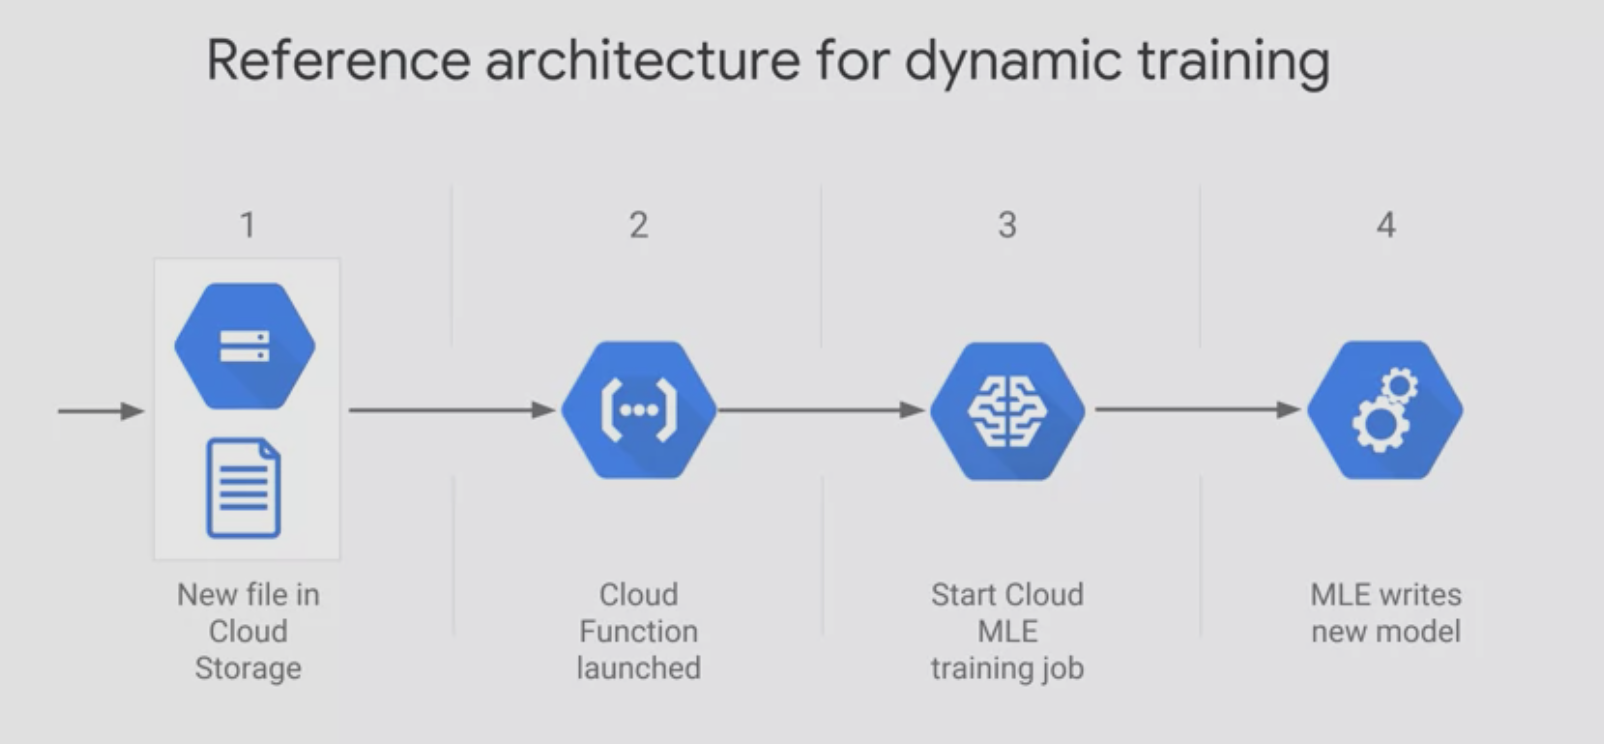 Reference architecture for dynamic training
1
New file in
Cloud
Storage
2
Cloud
Function
launched
3
Start Cloud
MLE
training job
4
MLE writes
new model